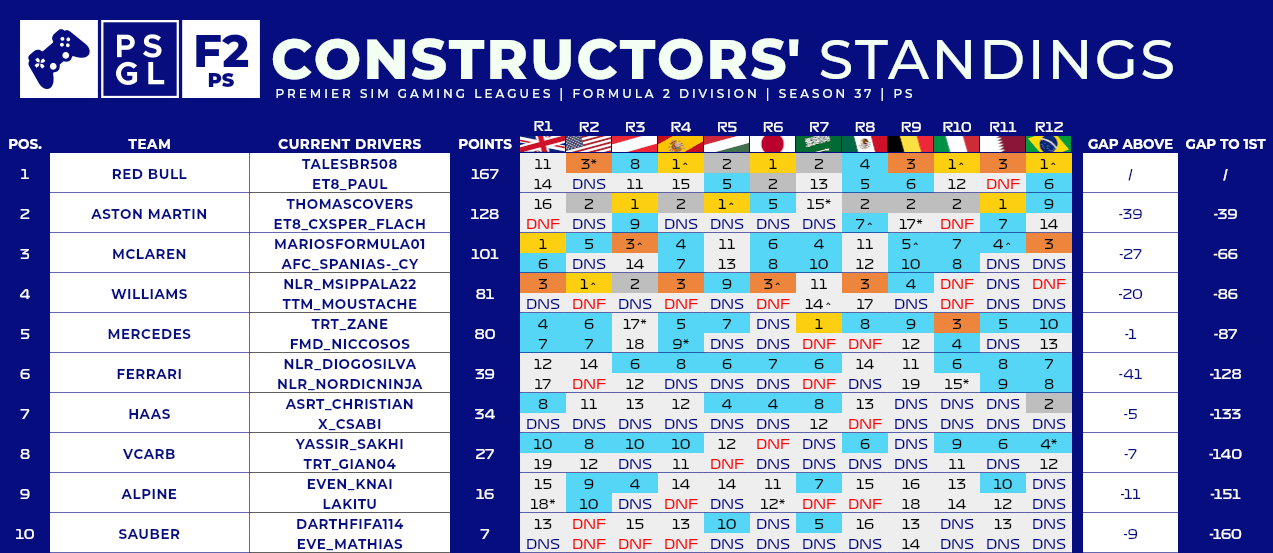 PS
GL
F2
PS
CONSTRUCTORS' STANDINGS
PREMIER SIM GAMING LEAGUES | FORMULA 2 DIVISION | SEASON 37 | PS
POS. TEAM CURRENT DRIVERS POINTS R1 R2 R3 R4 R5 R6 R7 R8 R9 R10 R11 R12 GAP ABOVE GAP TO 1ST
1 RED BULL TALESBR508 167 11 3* 8 1^ 2 1 2 4 3 1^ 3 1^ / /
ET8_PAUL 14 DNS 11 15 5 2 13 5 6 12 DNF 6
2 ASTON MARTIN THOMASCOVERS 128 16 2 1 2 1^ 5 15* 2 2 2 1 9 -39 -39
ET8_CXSPER_FLACH DNF DNS 9 DNS DNS DNS DNS 7^ 17* DNF 7 14
3 MCLAREN MARIOSFORMULA01 101 1 5 3^ 4 11 6 4 11 5^ 7 4^ 3 -27 -66
AFC_SPANIAS-_CY 6 DNS 14 7 13 8 10 12 10 8 DNS DNS
4 WILLIAMS NLR_MSIPPALA22 81 3 1^ 2 3 9 3^ 11 3 4 DNF DNS DNF -20 -86
TTM_MOUSTACHE DNS DNF DNS DNF DNS DNF 14^ 17 DNS DNF DNS DNS
5 MERCEDES TRT_ZANE 80 4 6 17* 5 7 DNS 1 8 9 3 5 10 -1 -87
FMD_NICCOSOS 7 7 18 9* DNS DNS DNF DNF 12 4 DNS 13
6 FERRARI NLR_DIOGOSILVA 39 12 14 6 8 6 7 6 14 11 6 8 7 -41 -128
NLR_NORDICNINJA 17 DNF 12 DNS DNS DNS DNF DNS 19 15* 9 8
7 HAAS ASRT_CHRISTIAN 34 8 11 13 12 4 4 8 13 DNS DNS DNS 2 -5 -133
X_CSABI DNS DNS DNS DNS DNS DNS 12 DNF DNS DNS DNS DNS
8 VCARB YASSIR_SAKHI 27 10 8 10 10 12 DNF DNS 6 DNS 9 6 4* -7 -140
TRT_GIAN04 19 12 DNS 11 DNF DNS DNS DNS DNS 11 DNS 12
9 ALPINE EVEN_KNAI 16 15 9 4 14 14 11 7 15 16 13 10 DNS -11 -151
LAKITU 18* 10 DNS DNF DNS 12* DNF DNF 18 14 12 DNS
10 SAUBER DARTHFIFA114 7 13 DNF 15 13 10 DNS 5 16 13 DNS 13 DNS -9 -160
EVE_MATHIAS DNS DNF DNF DNF DNS DNS DNS DNS 14 DNS DNS DNS